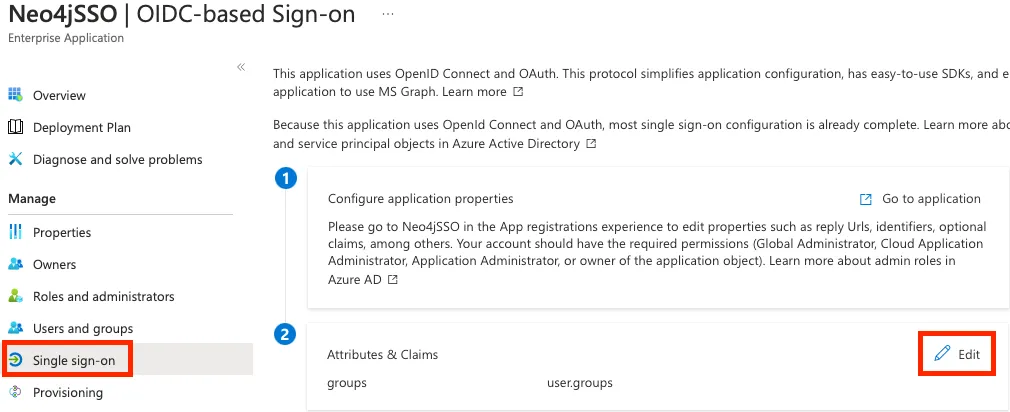 Neo4jSSO | OIDC-based Sign-on ...
Enterprise Application
«
Overview
Deployment Plan
Diagnose and solve problems
Manage
Properties
Owners
Roles and administrators
Users and groups
Single sign-on
Provisioning
This application uses OpenID Connect and OAuth. This protocol simplifies application configuration, has easy-to-use SDKs, and e
application to use MS Graph. Learn more
Because this application uses OpenId Connect and OAuth, most single sign-on configuration is already complete. Learn more abo
and service principal objects in Azure Active Directory
1
Configure application properties
Go to application
Please go to Neo4jSSO in the App registrations experience to edit properties such as reply Urls, identifiers, optional
claims, among others. Your account should have the required permissions (Global Administrator, Cloud Application
Administrator, Application Administrator, or owner of the application object). Learn more about admin roles in
Azure AD
2
Attributes & Claims
Edit
groups user.groups